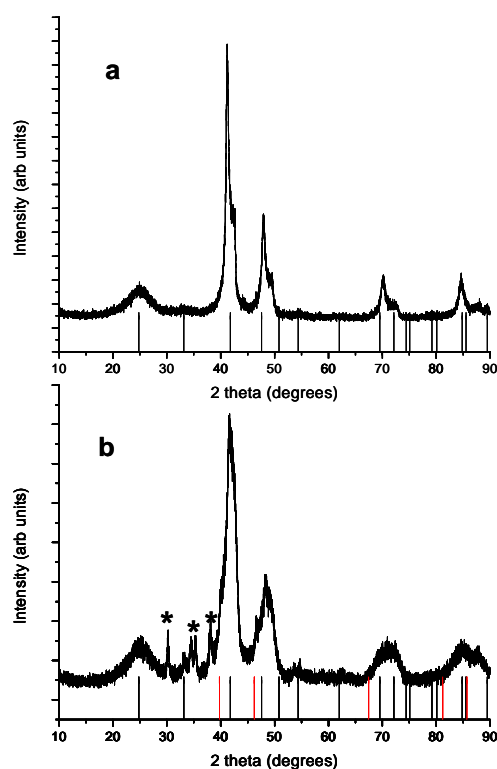 a
Intensity (arb units)
10 20 30 40 50 60 70 80 90
2 theta (degrees)
b
Intensity (arb units)
* * *
10 20 30 40 50 60 70 80 90
2 theta (degrees)